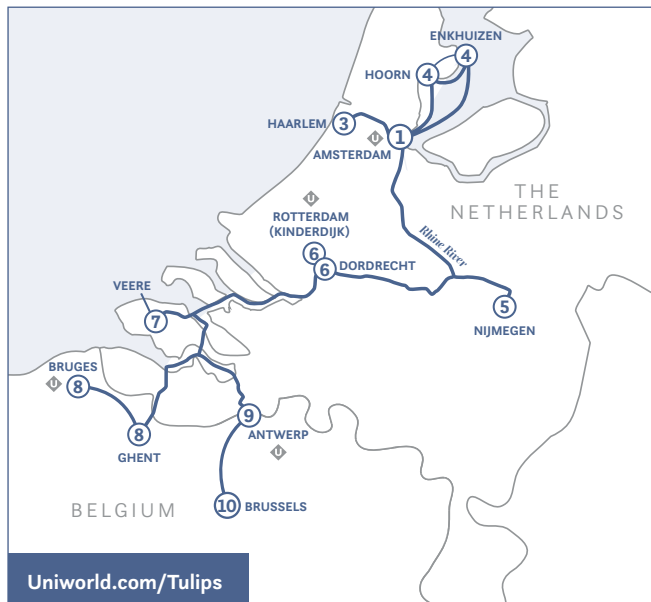 ENKHUIZEN
4
HOORN
4
HAARLEM
3
1
AMSTERDAM
U
THE
NETHERLANDS
U
ROTTERDAM
(KINDERDIJK)
Rhine River
6
6
DORDRECHT
VEERE
7
5
NIJMEGEN
BRUGES
U
8
8
GHENT
9
ANTWERP
U
BELGIUM
10
BRUSSELS
Uniworld.com/Tulips